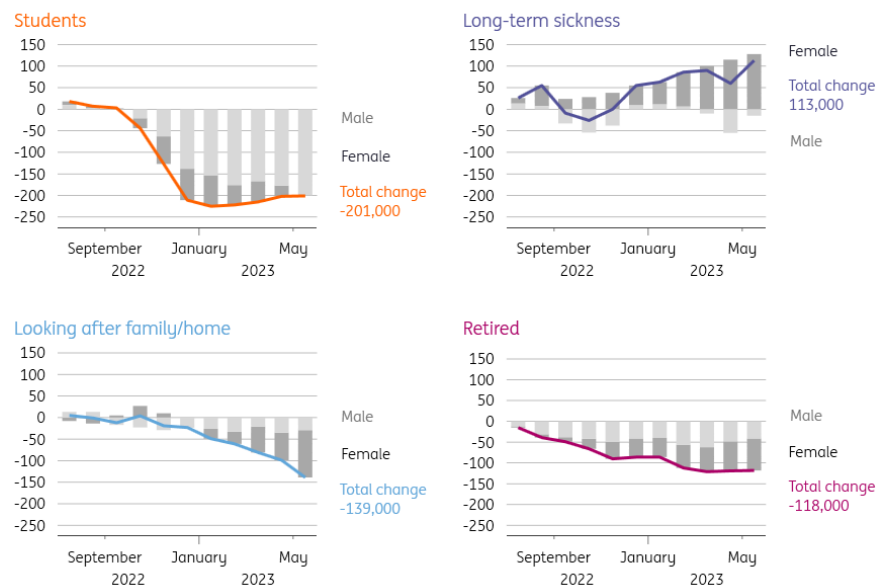 Students
150
100
50
0
-50
-100
-150
-200
-250
Male
Female
Total change
-201,000
September
January
May
2022
2023
Long-term sickness
150
100
50
0
-50
-100
-150
-200
-250
Female
Total change
113,000
Male
September
January
May
2022
2023
Looking after family/home
150
100
50
0
-50
-100
-150
-200
-250
Male
Female
Total change
-139,000
September
January
May
2022
2023
Retired
150
100
50
0
-50
-100
-150
-200
-250
Male
Female
Total change
-118,000
September
January
May
2022
2023